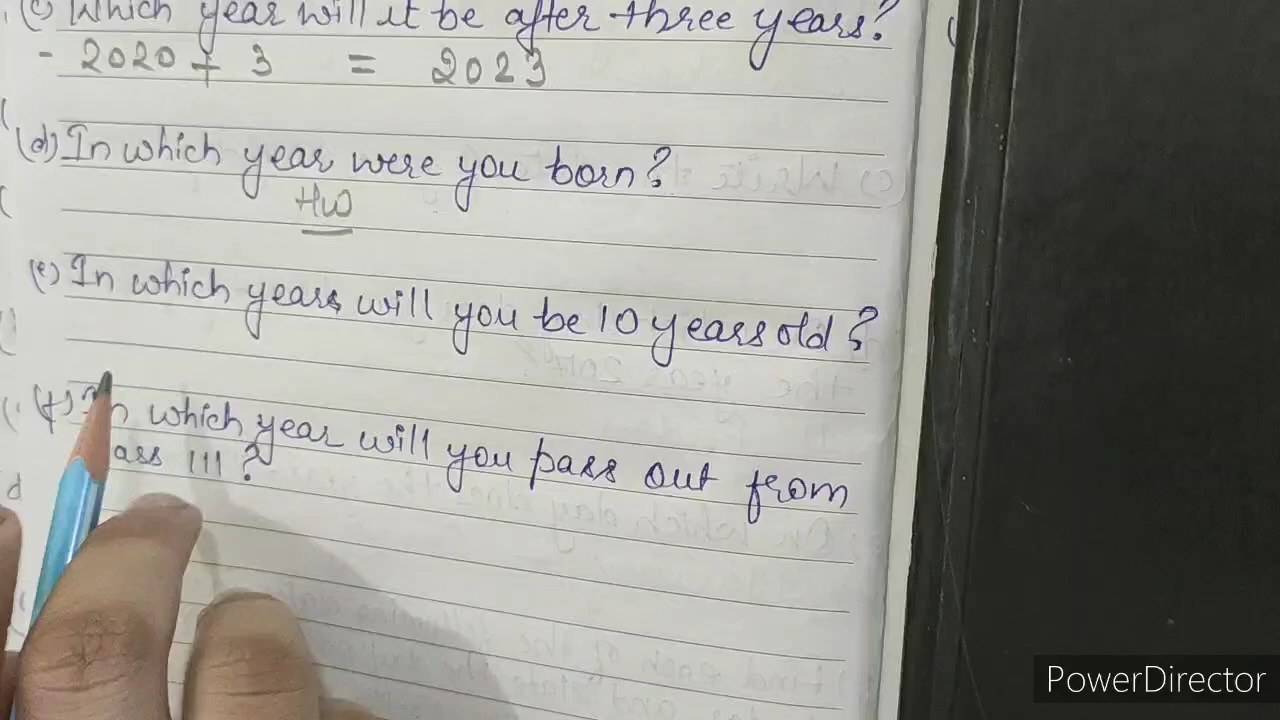 (c) Which year will it be after three years?
- 2020 + 3 = 2023
(d) In which year were you born?
HW
(e) In which years will you be 10 years old?
(f) In which year will you pass out from
ass III?
PowerDirector